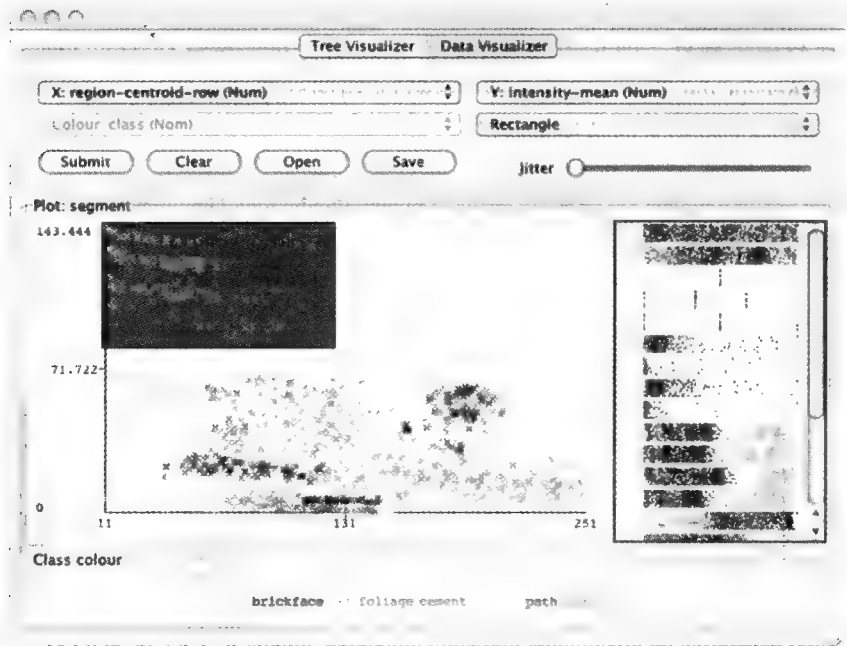 Tree Visualizer Data Visualizer
X: region-centroid-row (Num) Y: intensity-mean (Num)
Colour class (Nom) Rectangle
Submit Clear Open Save Jitter
Plot: segment
143.444
71.722
0
11 131 251
Class colour
brickface foliage cement path